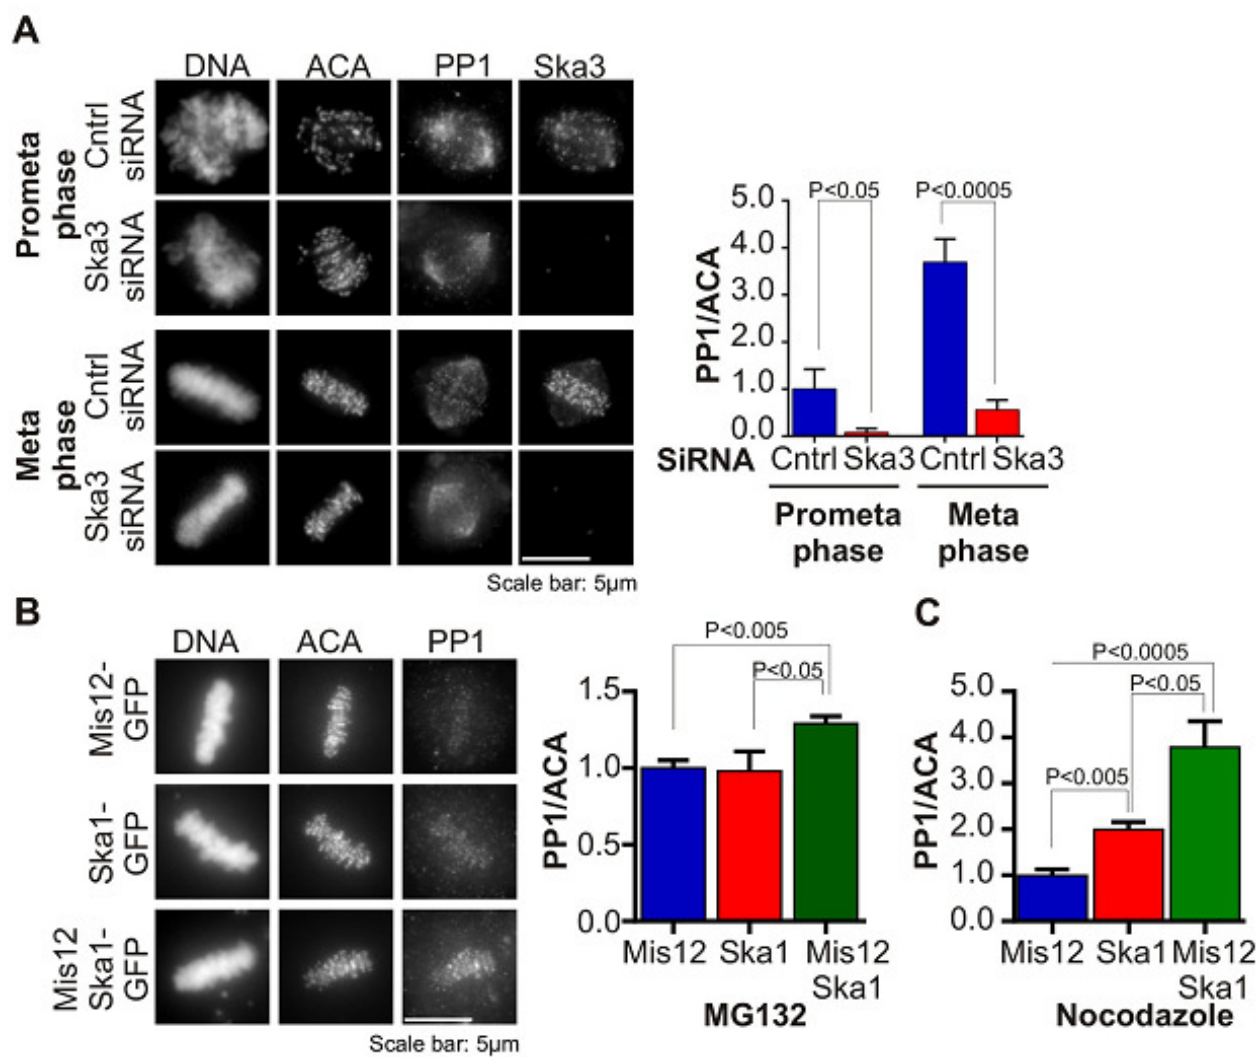 A
DNA ACA PP1 Ska3
Prometa
phase
Cntrl
siRNA
Ska3
siRNA
Meta
phase
Cntrl
siRNA
Ska3
siRNA
Scale bar: 5µm
P<0.05 P<0.0005
PP1/ACA
5.0
4.0
3.0
2.0
1.0
0.0
SiRNA Cntrl Ska3 Cntrl Ska3
Prometa
phase
Meta
phase
B
DNA ACA PP1
Mis12-
GFP
Ska1-
GFP
Mis12
Ska1-
GFP
Scale bar: 5µm
P<0.005
P<0.05
PP1/ACA
1.5
1.0
0.5
0.0
Mis12 Ska1 Mis12
Ska1
MG132
C
P<0.0005
P<0.05
P<0.005
PP1/ACA
5.0
4.0
3.0
2.0
1.0
0.0
Mis12 Ska1 Mis12
Ska1
Nocodazole